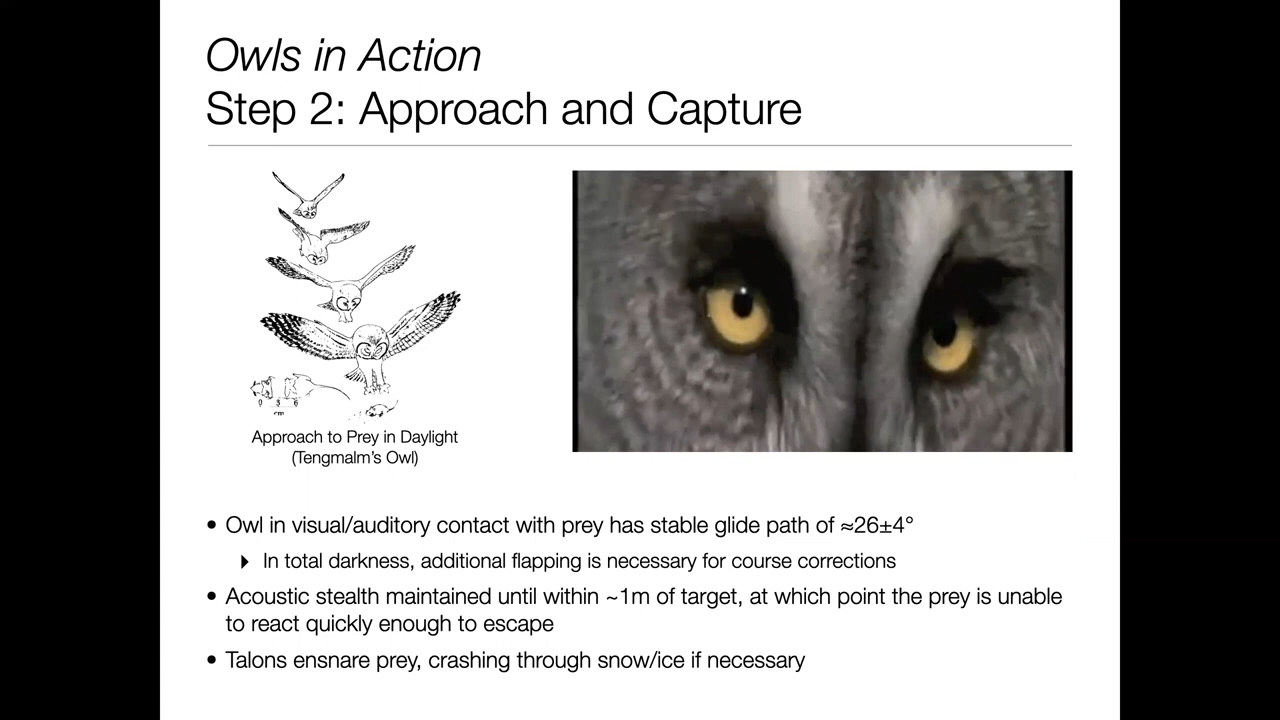 Owls in Action
Step 2: Approach and Capture
cm
Approach to Prey in Daylight
(Tengmalm's Owl)
• Owl in visual/auditory contact with prey has stable glide path of ≈26±4°
‣ In total darkness, additional flapping is necessary for course corrections
• Acoustic stealth maintained until within ~1m of target, at which point the prey is unable
to react quickly enough to escape
• Talons ensnare prey, crashing through snow/ice if necessary